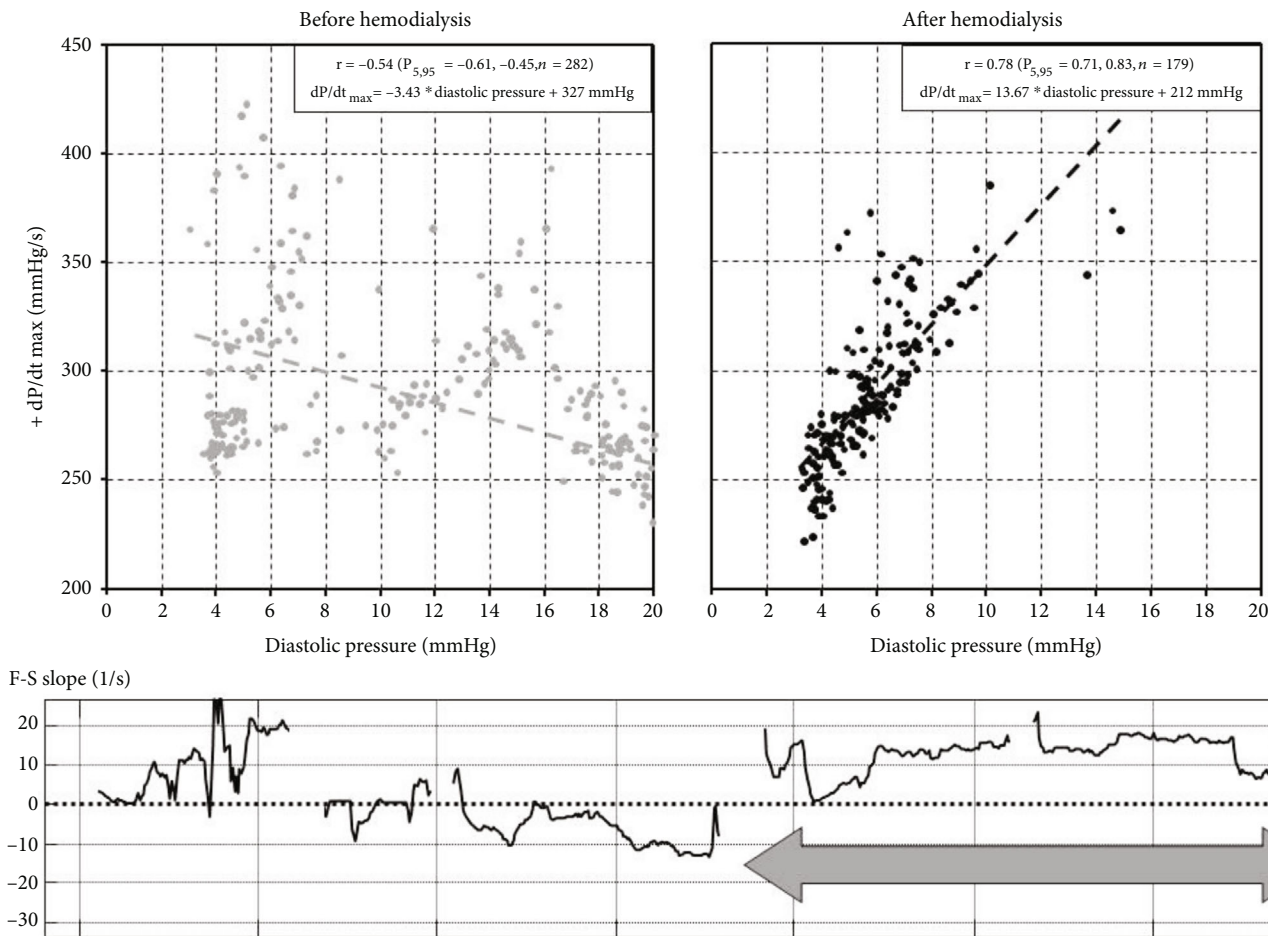 Before hemodialysis
r = –0.54 (P5,95 = –0.61, –0.45,n = 282)
dP/dt max= –3.43 * diastolic pressure + 327 mmHg
+ dP/dt max (mmHg/s)
450
400
350
300
250
200
0 2 4 6 8 10 12 14 16 18 20
Diastolic pressure (mmHg)
After hemodialysis
r = 0.78 (P5,95 = 0.71, 0.83, n = 179)
dP/dt max= 13.67 * diastolic pressure + 212 mmHg
0 2 4 6 8 10 12 14 16 18 20
Diastolic pressure (mmHg)
F-S slope (1/s)
20
10
0
–10
–20
–30